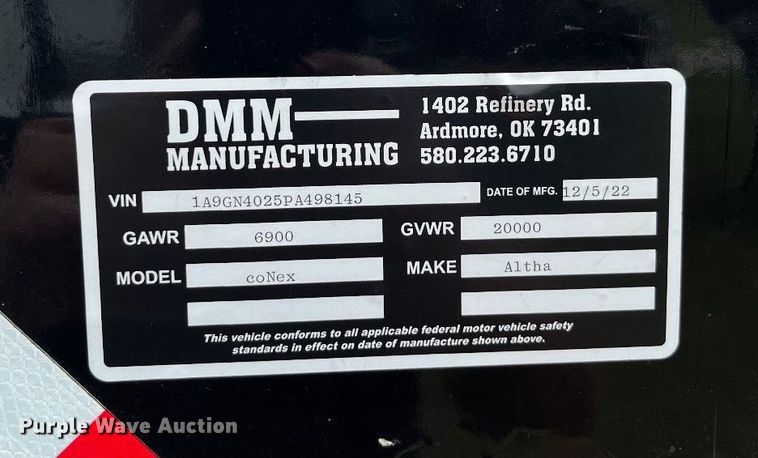 DMM
MANUFACTURING
1402 Refinery Rd.
Ardmore, OK 73401
580.223.6710
VIN 1A9GN4025PA498145 DATE OF MFG. 12/5/22
GAWR 6900 GVWR 20000
MODEL coNex MAKE Altha
This vehicle conforms to all applicable federal motor vehicle safety
standards in effect on date of manufacture shown above.
Purple Wave Auction